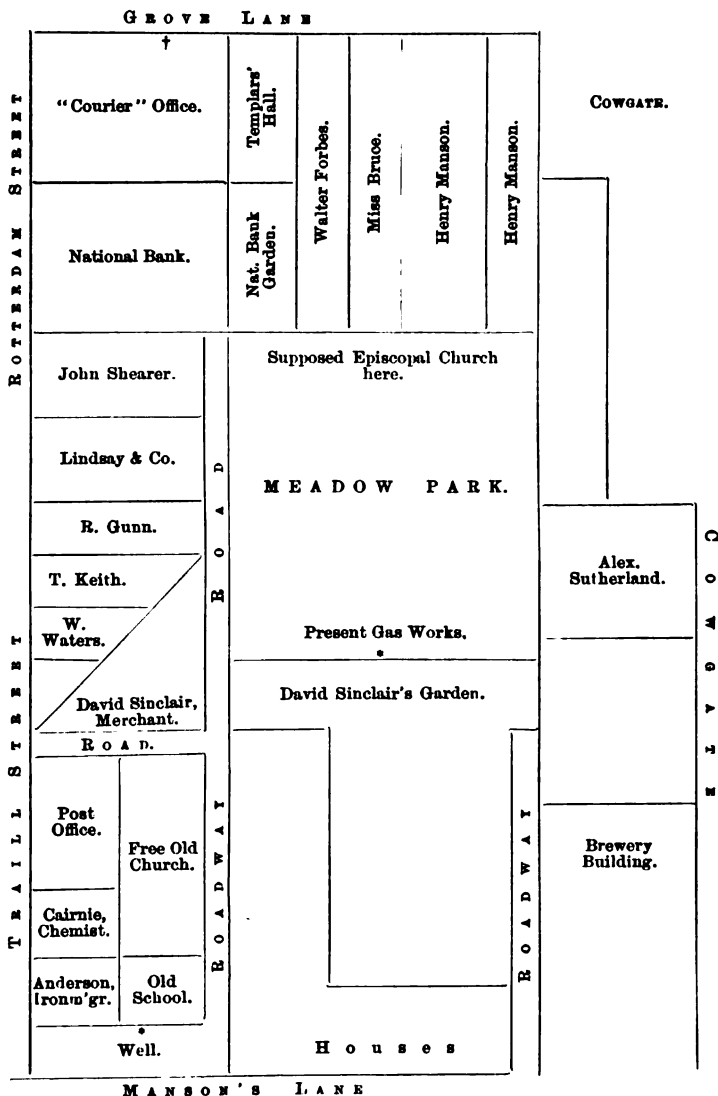 GROVE LANE
†
"Courier" Office.
Templars'
Hall.
Walter Forbes.
Miss Bruce.
Henry Manson.
Henry Manson.
COWGATE.
ROTTERDAM STREET
National Bank.
Nat. Bank
Garden.
John Shearer.
Supposed Episcopal Church
here.
Lindsay & Co.
ROAD
MEADOW PARK.
R. Gunn.
T. Keith.
W.
Waters.
Alex.
Sutherland.
COWGATE
Present Gas Works.
*
David Sinclair,
Merchant.
David Sinclair's Garden.
ROAD.
TRAILL STREET
Post
Office.
Free Old
Church.
ROADWAY
ROADWAY
Brewery
Building.
Cairnie,
Chemist.
Anderson,
Ironm'gr.
Old
School.
*
Well.
Houses
MANSON'S LANE